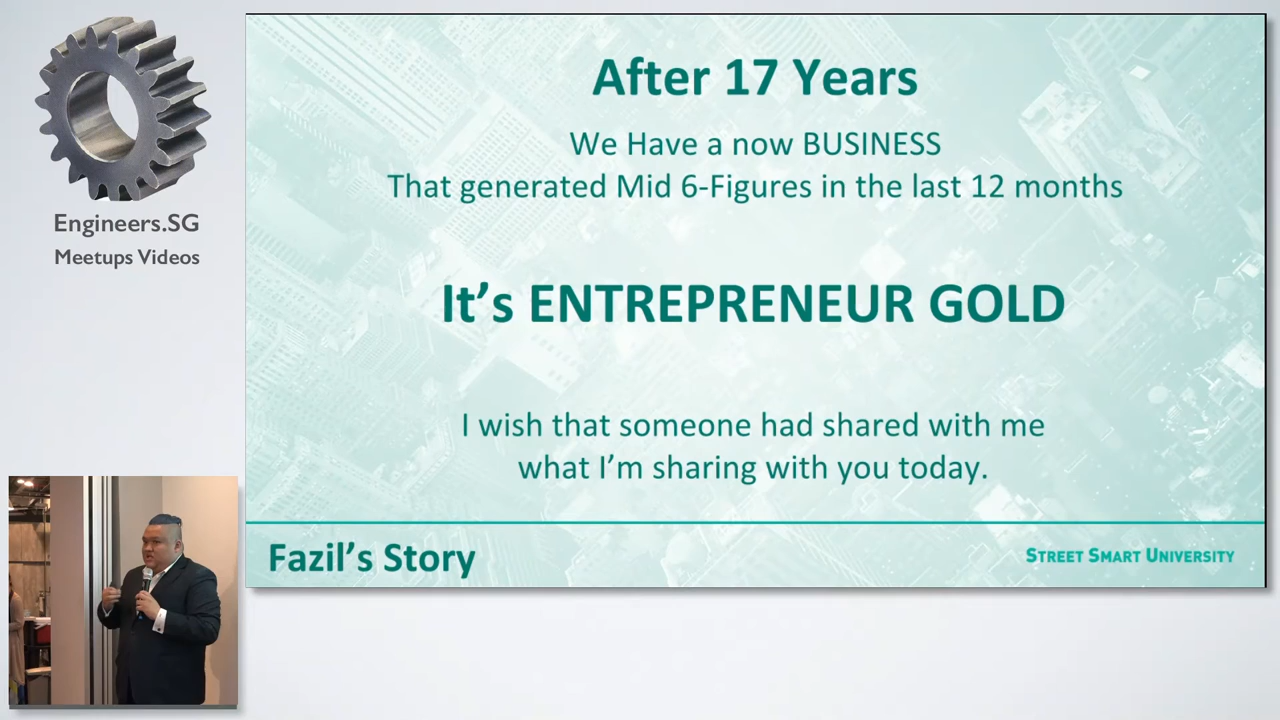 Engineers.SG
Meetups Videos
After 17 Years
We Have a now BUSINESS
That generated Mid 6-Figures in the last 12 months
It’s ENTREPRENEUR GOLD
I wish that someone had shared with me
what I’m sharing with you today.
Fazil’s Story
STREET SMART UNIVERSITY